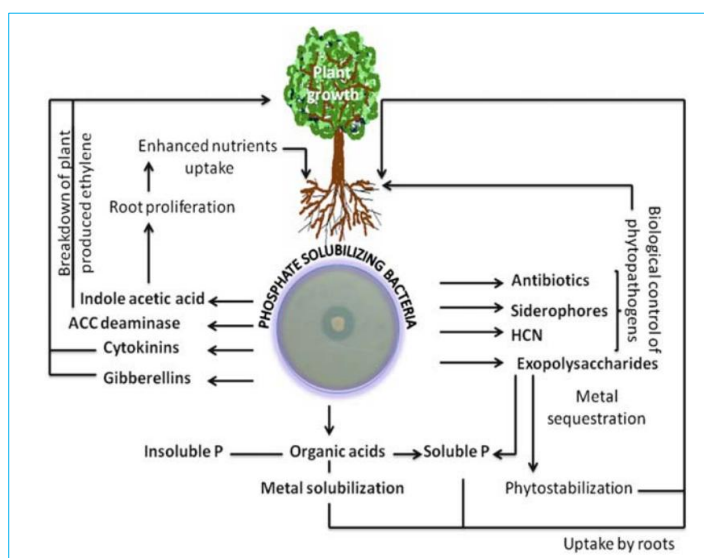 Plant
growth
Enhanced nutrients
uptake
Root proliferation
Breakdown of plant
produced ethylene
PHOSPHATE SOLUBILIZING BACTERIA
Indole acetic acid
ACC deaminase
Cytokinins
Gibberellins
Antibiotics
Siderophores
HCN
Exopolysaccharides
Biological control of
phytopathogens
Metal
sequestration
Insoluble P
Organic acids
Soluble P
Metal solubilization
Phytostabilization
Uptake by roots